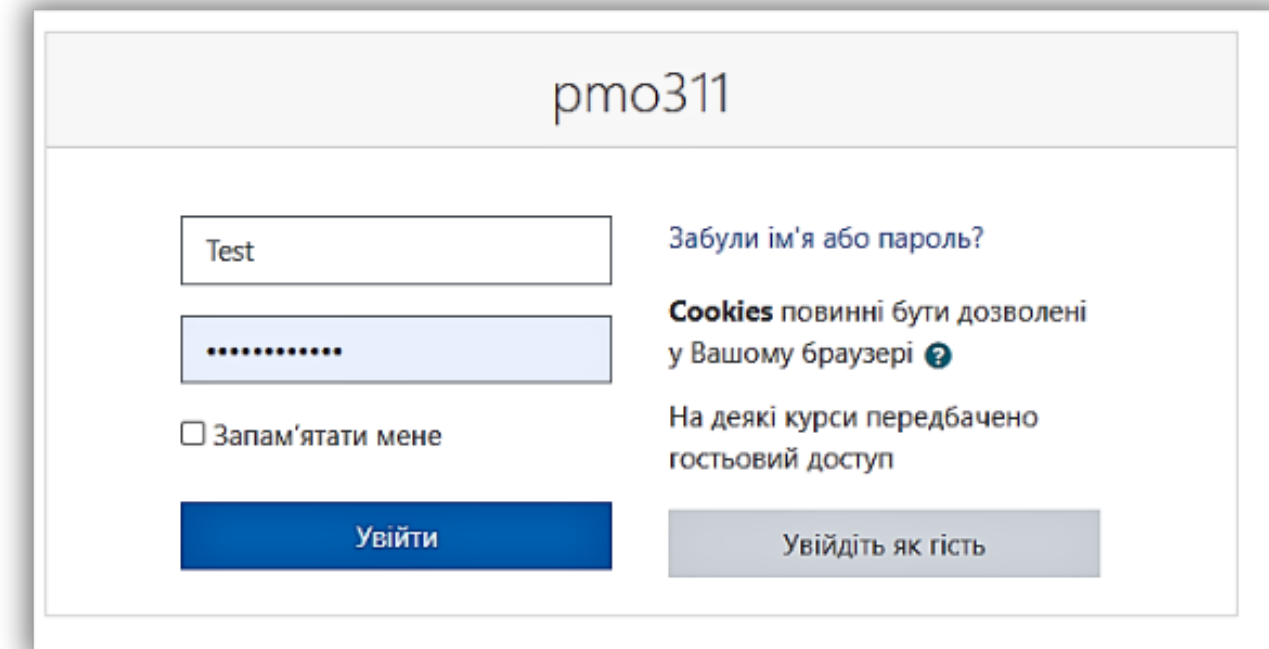 pmo311
Test
••••••••••••
Запам'ятати мене
Увійти
Забули ім'я або пароль?
Cookies повинні бути дозволені
у Вашому браузері ?
На деякі курси передбачено
гостьовий доступ
Увійдіть як гість